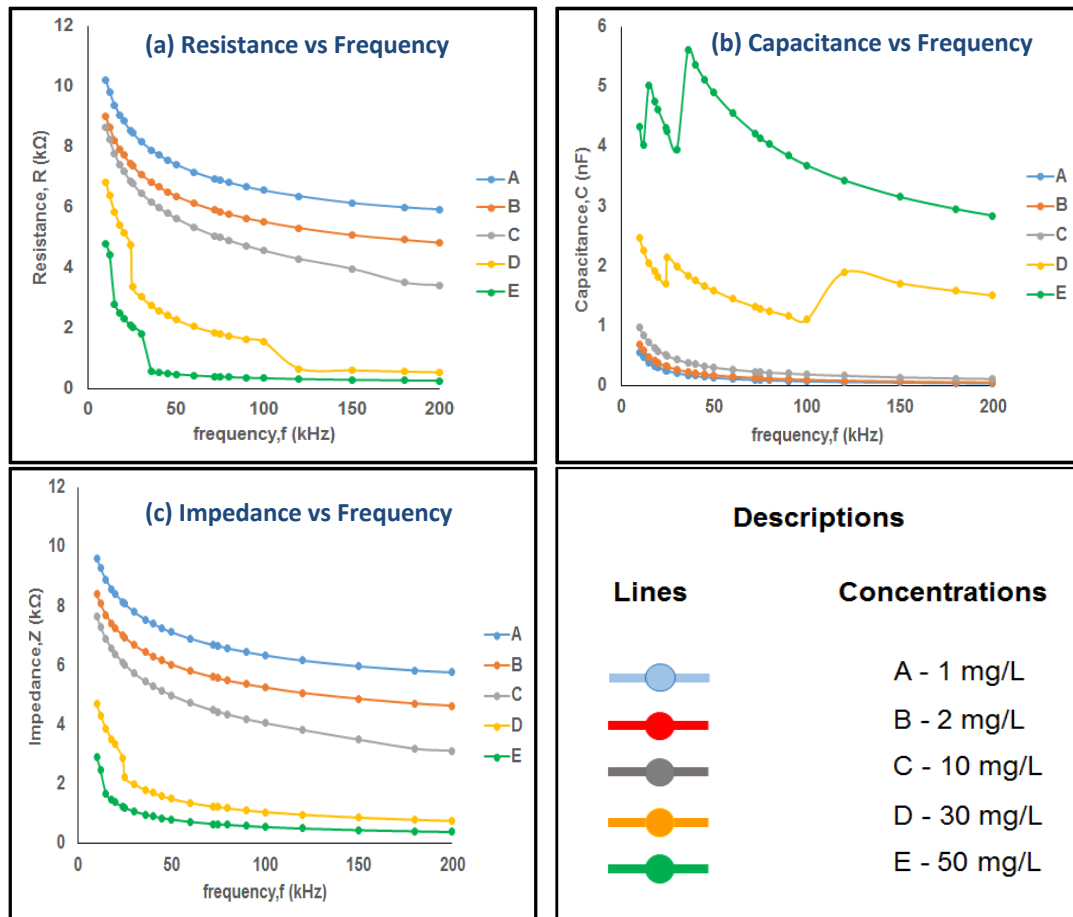 (a) Resistance vs Frequency
12
10
8
6
4
2
0
Resistance, R (kΩ)
0 50 100 150 200
frequency,f (kHz)
A
B
C
D
E
(b) Capacitance vs Frequency
6
5
4
3
2
1
0
Capacitance,C (nF)
0 50 100 150 200
frequency,f (kHz)
A
B
C
D
E
(c) Impedance vs Frequency
12
10
8
6
4
2
0
Impedance,Z (kΩ)
0 50 100 150 200
frequency,f (kHz)
A
B
C
D
E
Descriptions
Lines Concentrations
A - 1 mg/L
B - 2 mg/L
C - 10 mg/L
D - 30 mg/L
E - 50 mg/L